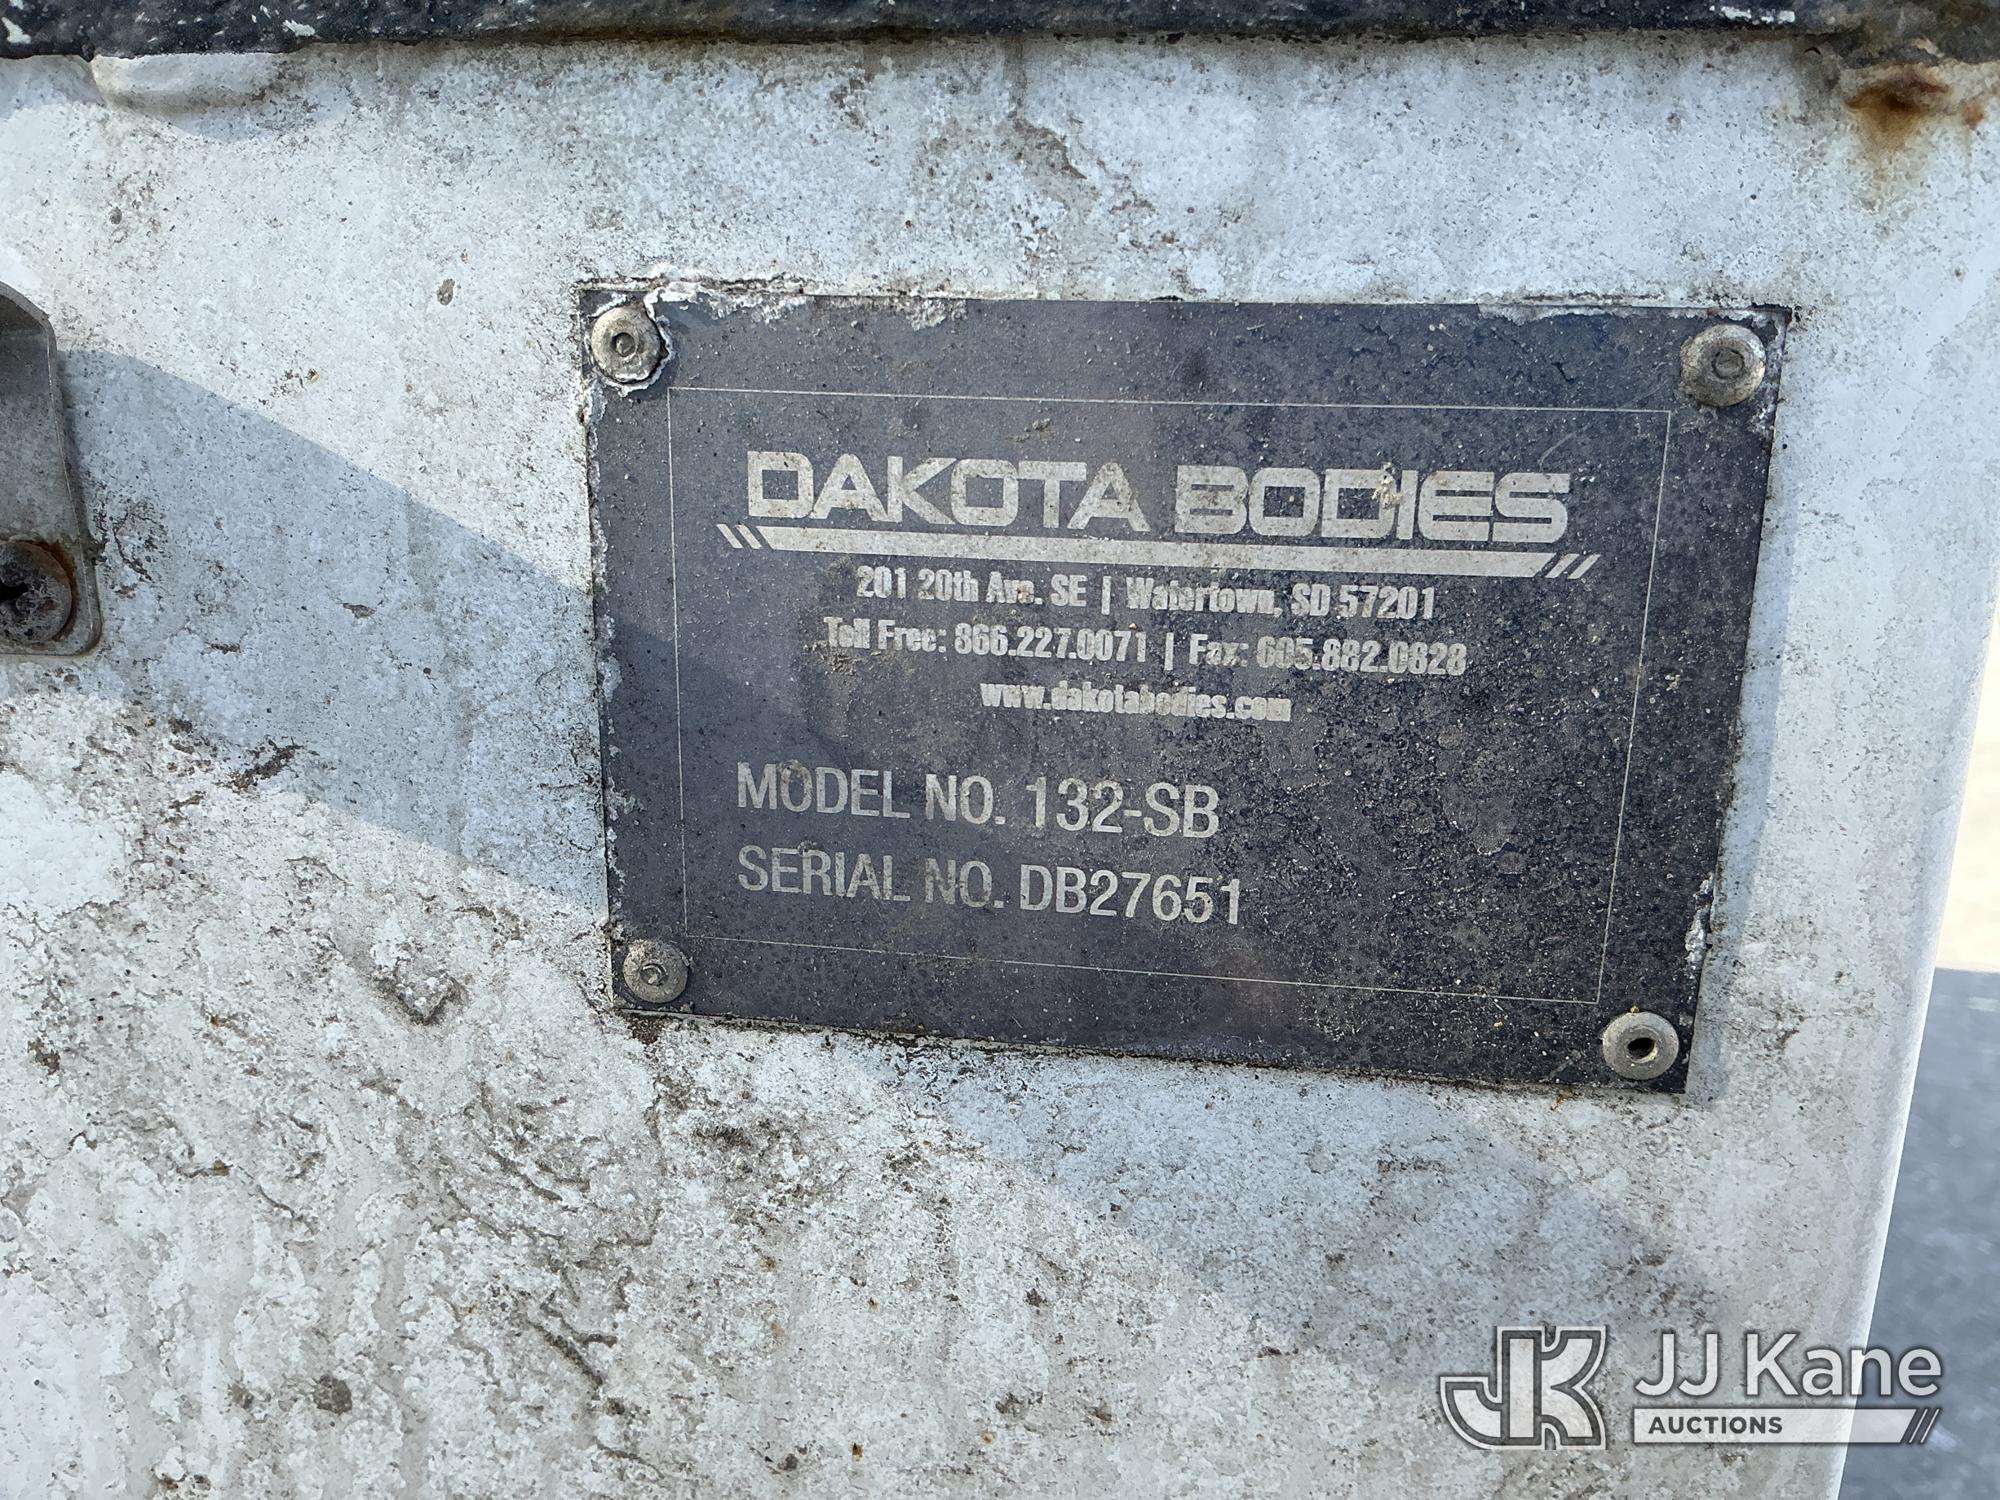 DAKOTA BODIES
201 20th Ave. SE | Watertown, SD 57201
Toll Free: 866.227.0071 | Fax: 605.882.0828
www.dakotabodies.com
MODEL NO. 132-SB
SERIAL NO. DB27651
JK JJ Kane
AUCTIONS